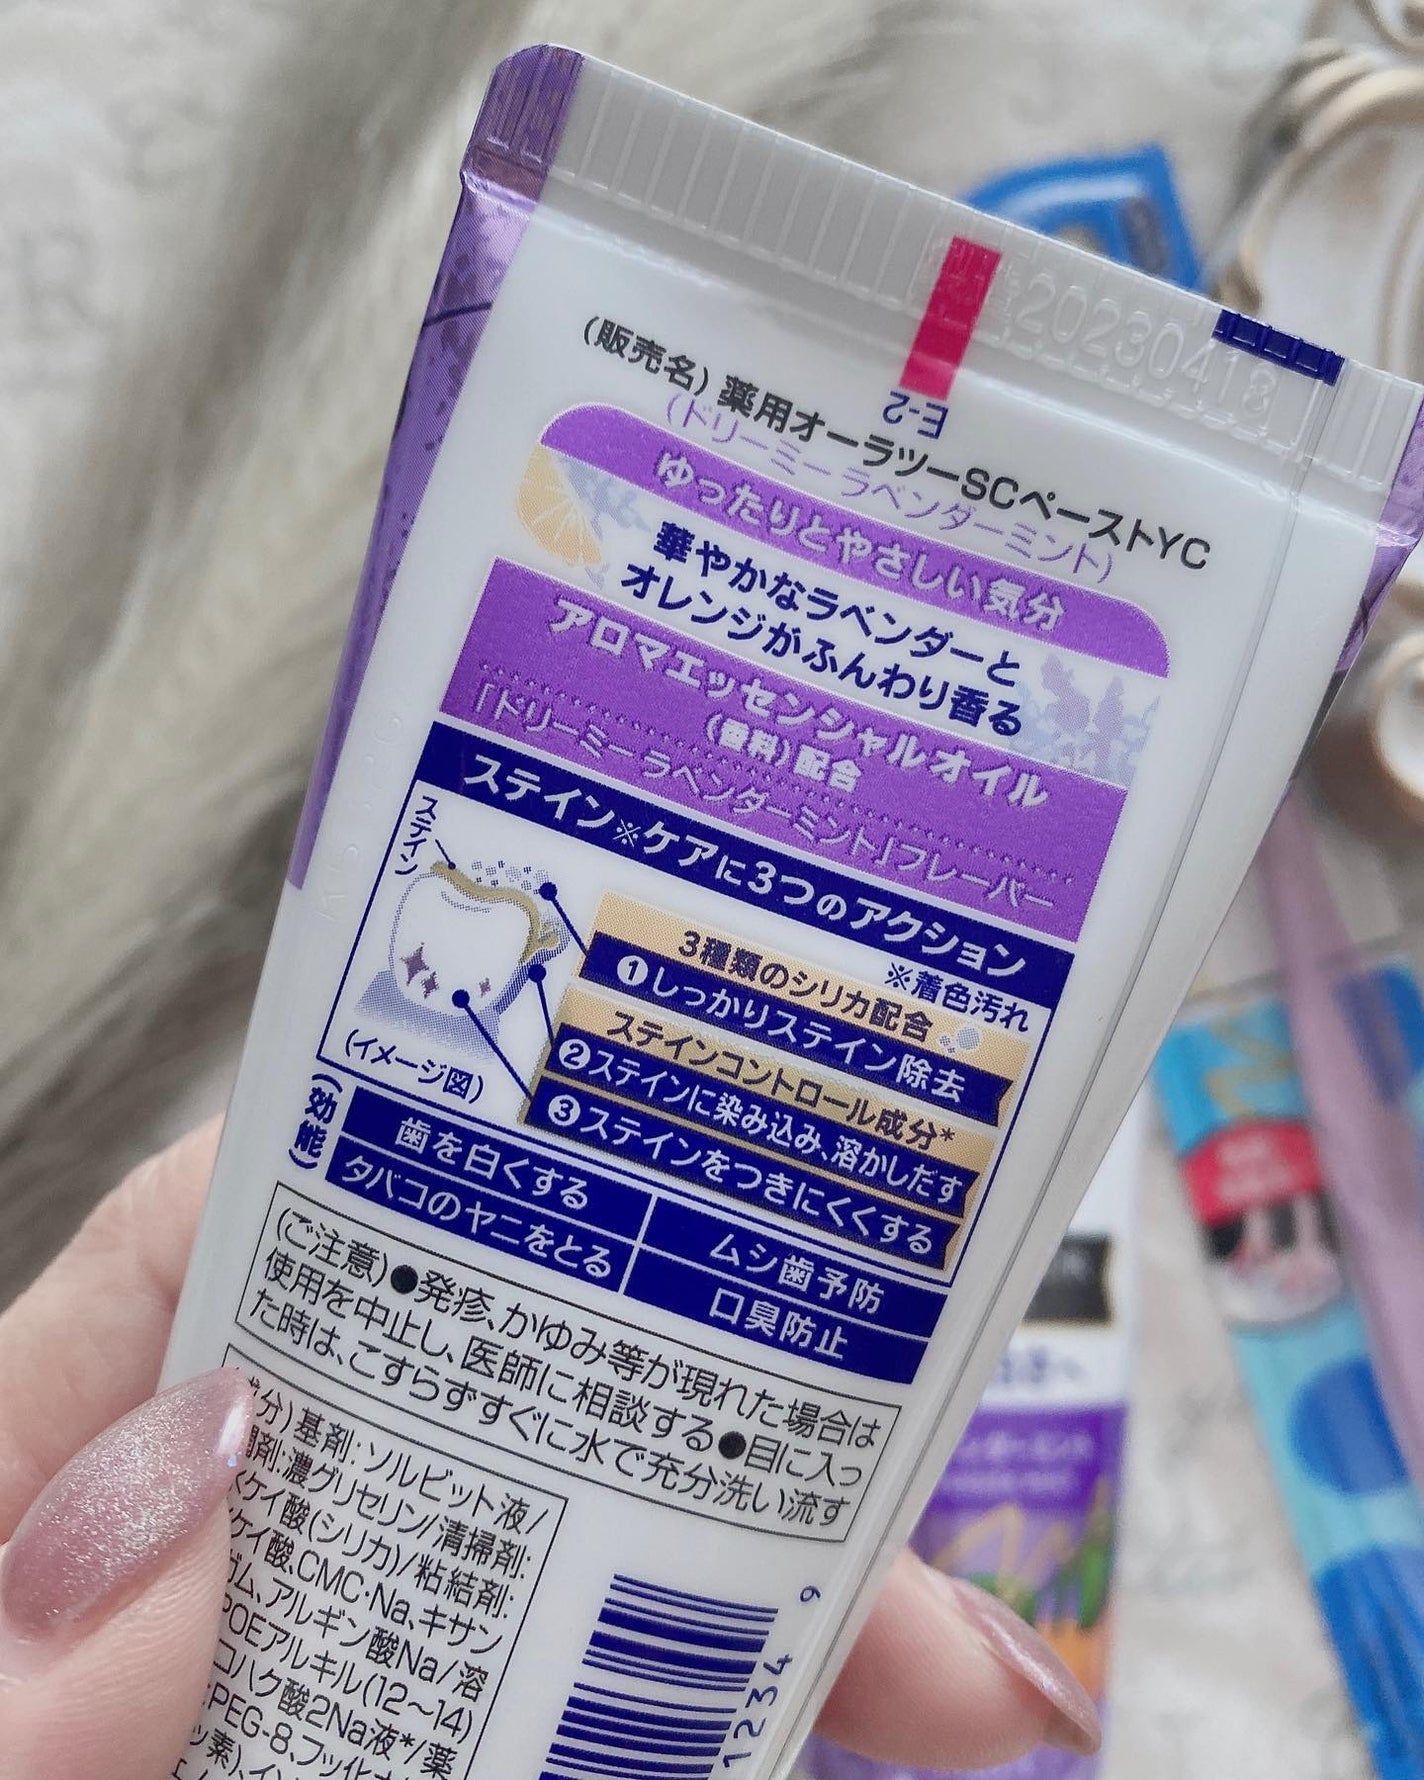 20230418
E-2
(販売名) 薬用オーラツーSCペーストYC
(ドリーミーラベンダーミント)
ゆったりとやさしい気分
華やかなラベンダーと
オレンジがふんわり香る
アロマエッセンシャルオイル
(香料)配合
「ドリーミーラベンダーミント」フレーバー
ステイン※ケアに3つのアクション
※着色汚れ
ステイン
3種類のシリカ配合
①しっかりステイン除去
ステインコントロール成分*
②ステインに染み込み、溶かしだす
③ステインをつきにくくする
(イメージ図)
(効能)
歯を白くする
ムシ歯予防
タバコのヤニをとる
口臭防止
(ご注意)●発疹、かゆみ等が現れた場合は
使用を中止し、医師に相談する●目に入っ
た時は、こすらずすぐに水で充分洗い流す
分)基剤:ソルビット液/
剤:濃グリセリン/清掃剤:
ケイ酸(シリカ)/粘結剤:
ケイ酸、CMC・Na、キサン
ガム、アルギン酸Na/溶
POEアルキル(12～14)
コハク酸2Na液*/薬
:PEG-8、フッ化
ッ素)、イソ
1234
9